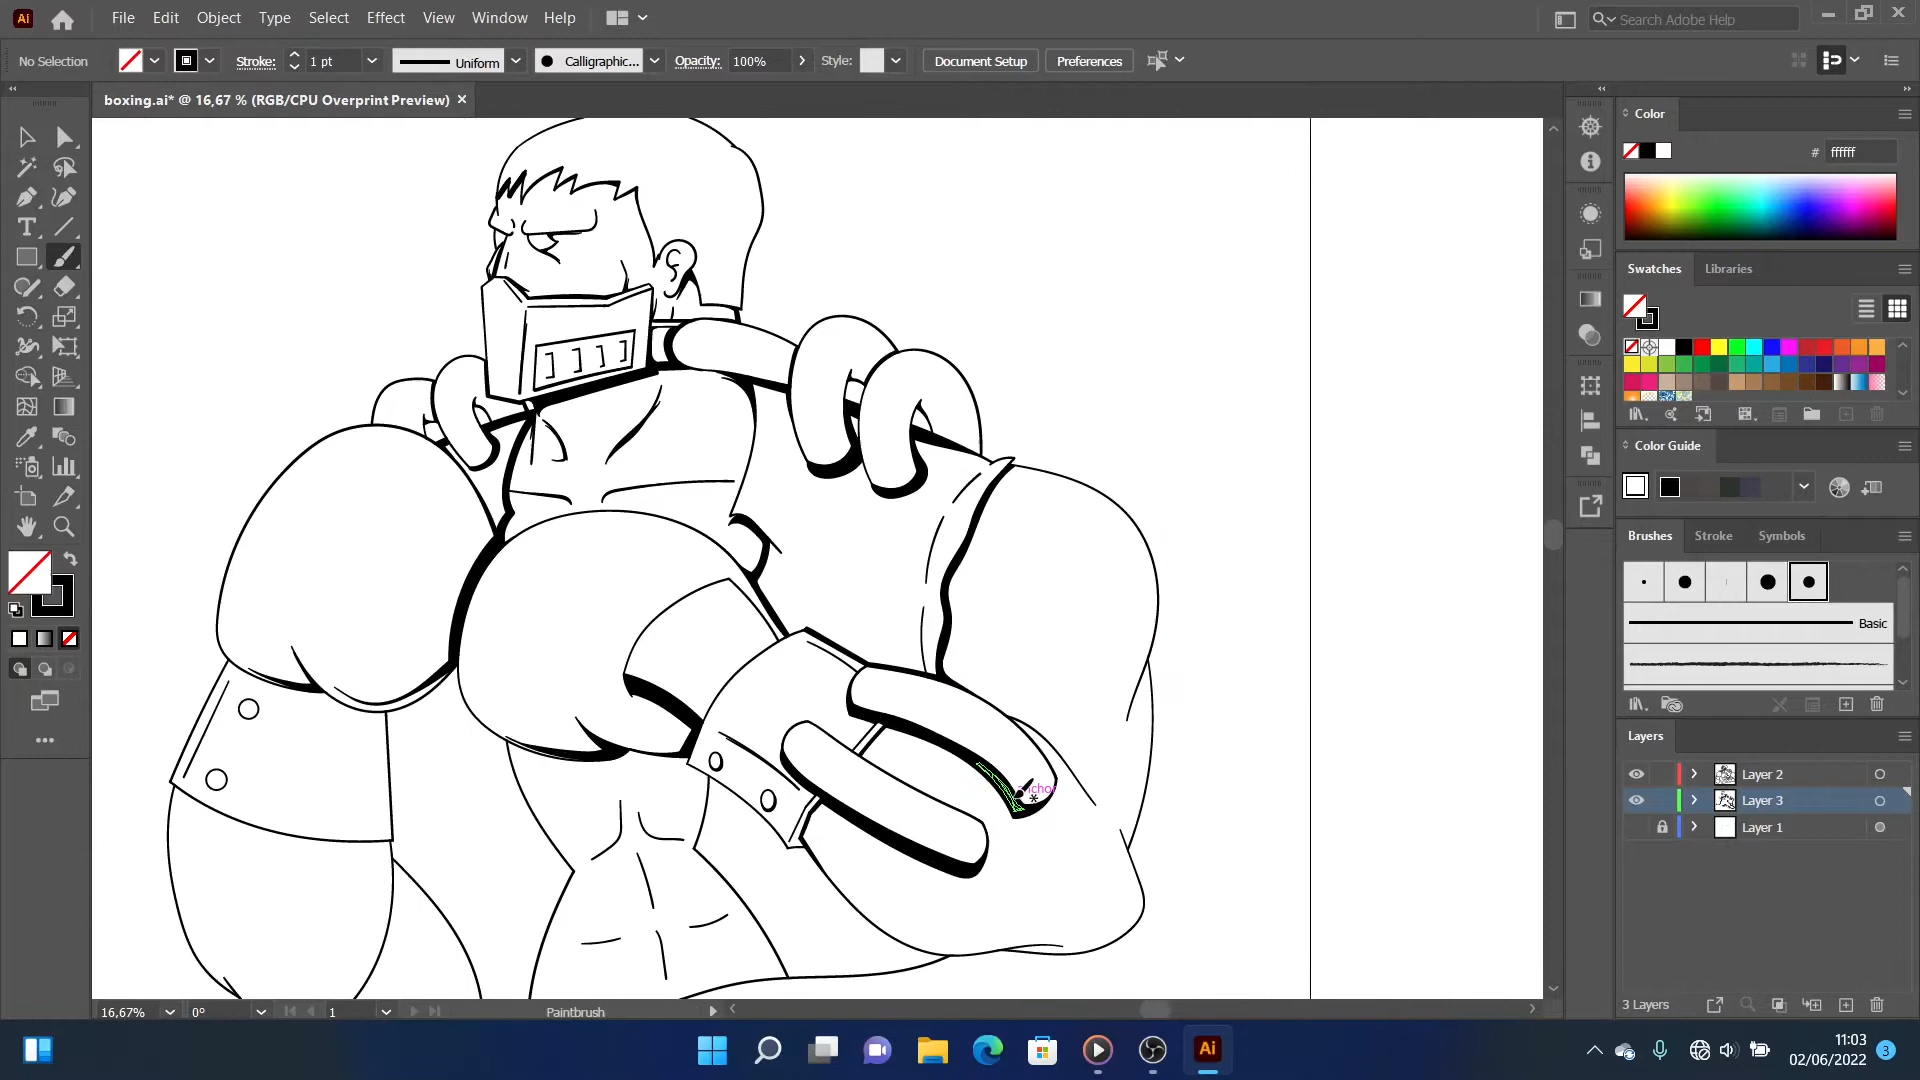 Ai File Edit Object Type Select Effect View Window Help Search Adobe Help
No Selection Stroke: 1 pt Uniform Calligraphic... Opacity: 100% Style: Document Setup Preferences
boxing.ai* @ 16,67 % (RGB/CPU Overprint Preview) ×
Color
# ffffff
Swatches Libraries
Color Guide
Brushes Stroke Symbols
Basic
Layers
Layer 2
Layer 3
Layer 1
3 Layers
16,67% 0° 1 Paintbrush
Ai
11:03
02/06/2022 3